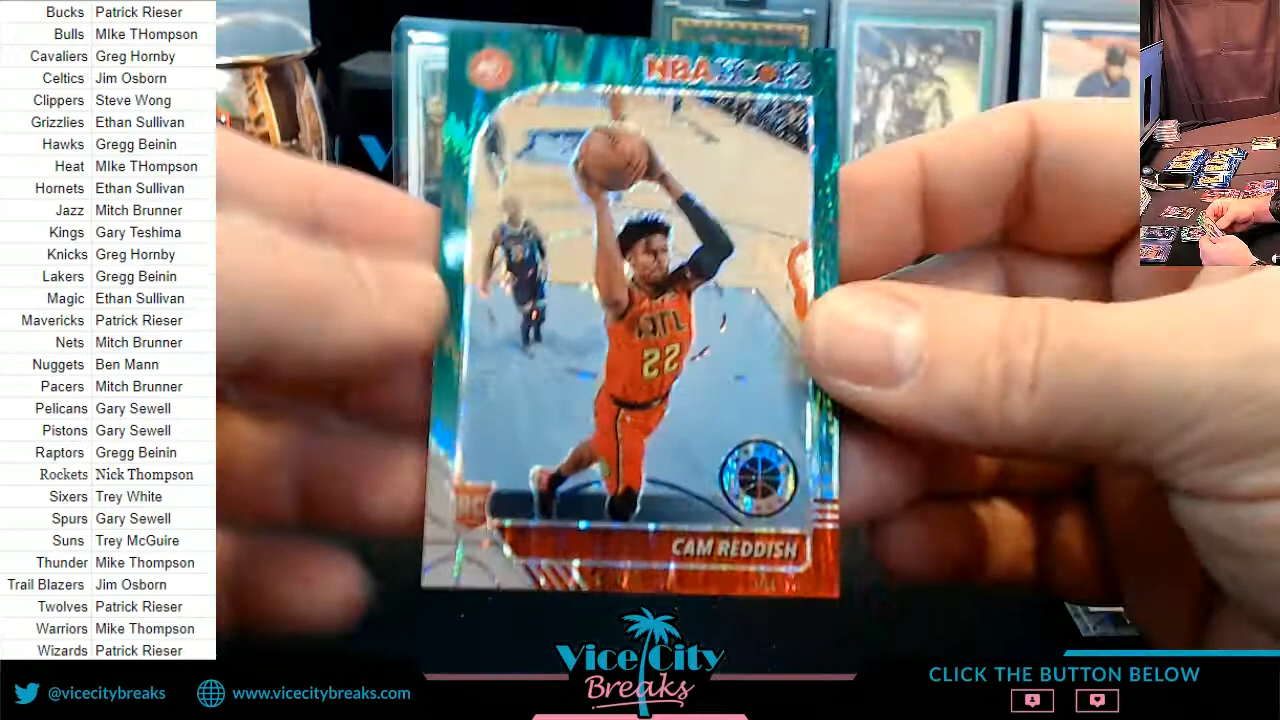 Bucks Patrick Rieser
Bulls MIke THompson
Cavaliers Greg Hornby
Celtics Jim Osborn
Clippers Steve Wong
Grizzlies Ethan Sullivan
Hawks Gregg Beinin
Heat MIke THompson
Hornets Ethan Sullivan
Jazz Mitch Brunner
Kings Gary Teshima
Knicks Greg Hornby
Lakers Gregg Beinin
Magic Ethan Sullivan
Mavericks Patrick Rieser
Nets Mitch Brunner
Nuggets Ben Mann
Pacers Mitch Brunner
Pelicans Gary Sewell
Pistons Gary Sewell
Raptors Gregg Beinin
Rockets Nick Thompson
Sixers Trey White
Spurs Gary Sewell
Suns Trey McGuire
Thunder Mike Thompson
Trail Blazers Jim Osborn
Twolves Patrick Rieser
Warriors Mike Thompson
Wizards Patrick Rieser
NBA HOOPS
ATL
22
RC
CAM REDDISH
Vice City
Breaks
@vicecitybreaks
www.vicecitybreaks.com
CLICK THE BUTTON BELOW